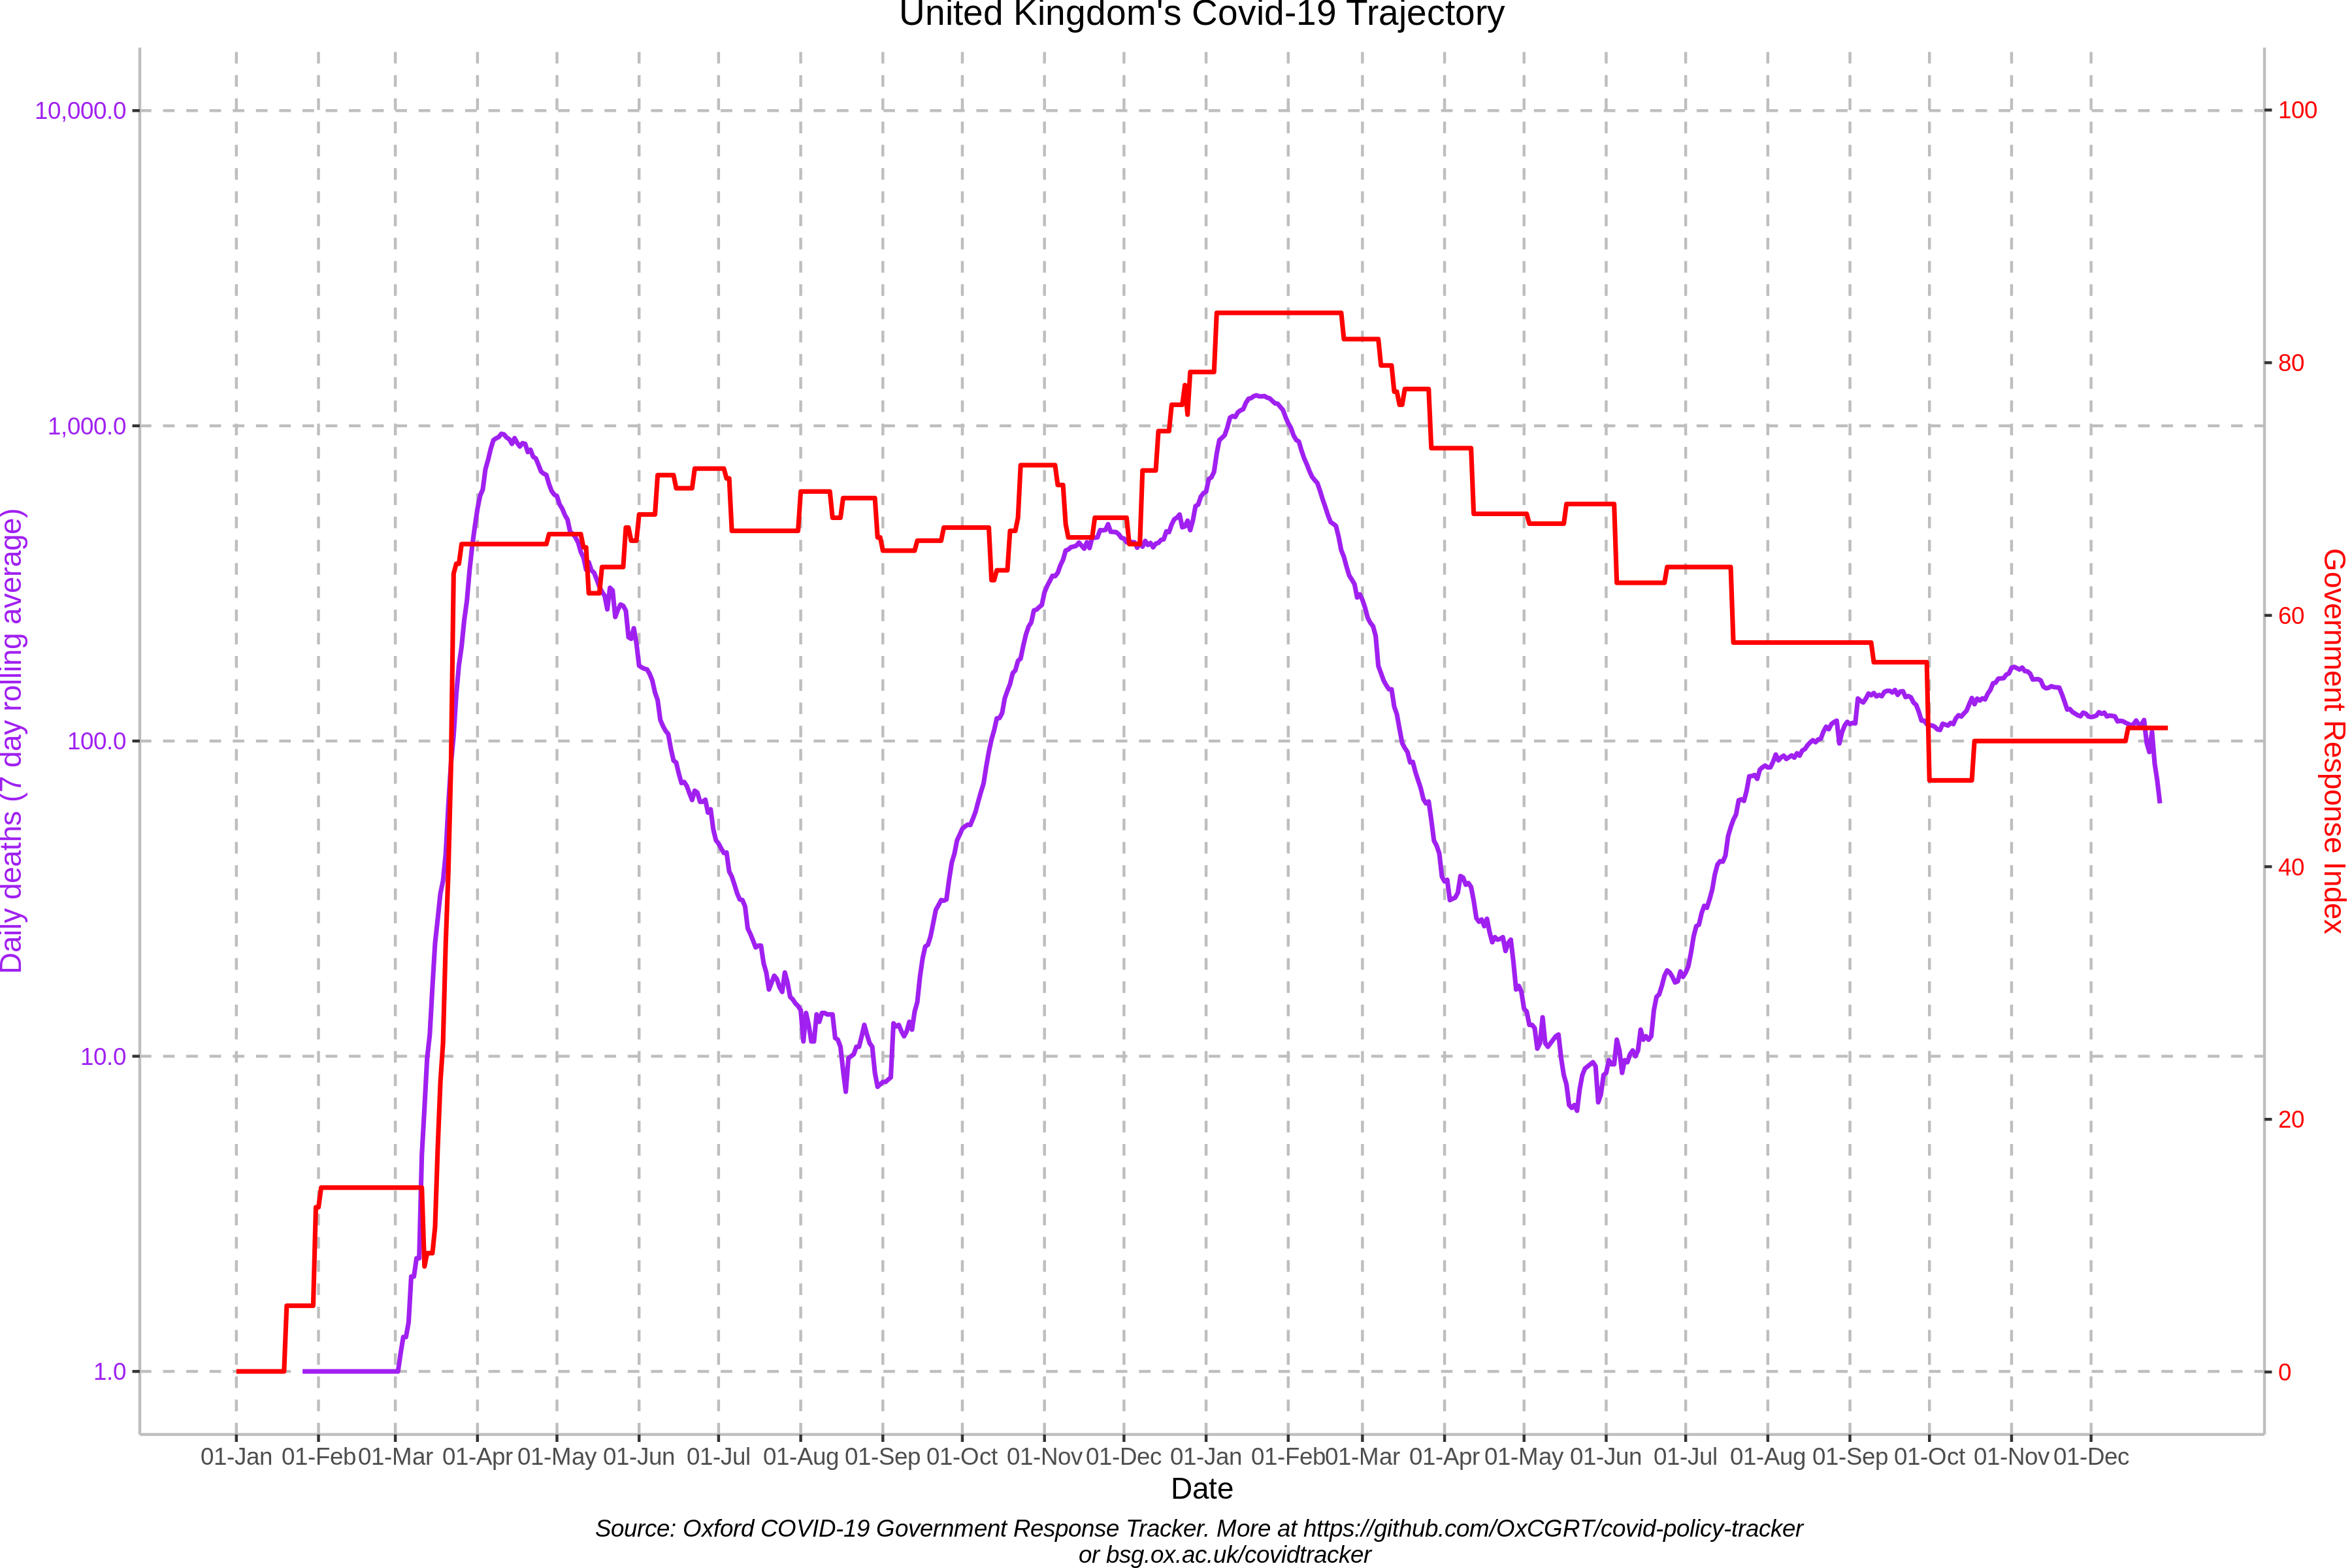 United Kingdom's Covid-19 Trajectory
10,000.0
1,000.0
100.0
10.0
1.0
Daily deaths (7 day rolling average)
100
80
60
40
20
0
Government Response Index
01-Jan 01-Feb 01-Mar 01-Apr 01-May 01-Jun 01-Jul 01-Aug 01-Sep 01-Oct 01-Nov 01-Dec 01-Jan 01-Feb 01-Mar 01-Apr 01-May 01-Jun 01-Jul 01-Aug 01-Sep 01-Oct 01-Nov 01-Dec
Date
Source: Oxford COVID-19 Government Response Tracker. More at https://github.com/OxCGRT/covid-policy-tracker
or bsg.ox.ac.uk/covidtracker